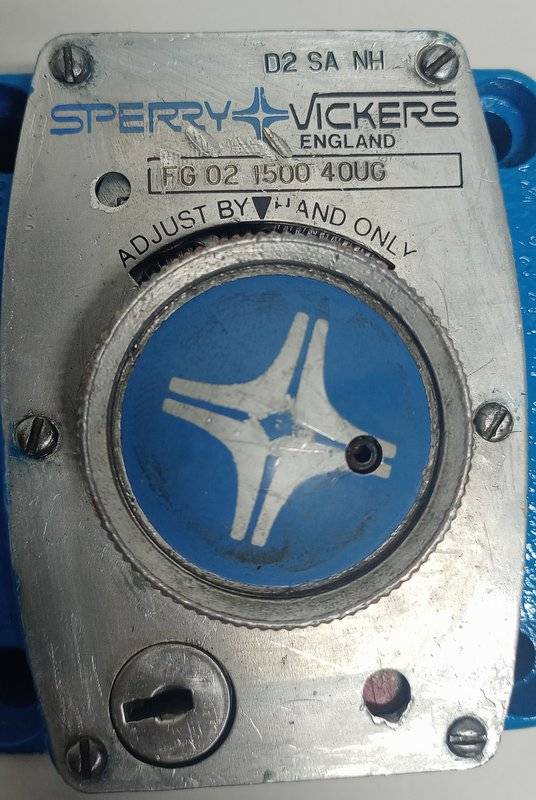 D2 SA NH
SPERRY VICKERS
ENGLAND
FG 02 1500 40UG
ADJUST BY HAND ONLY